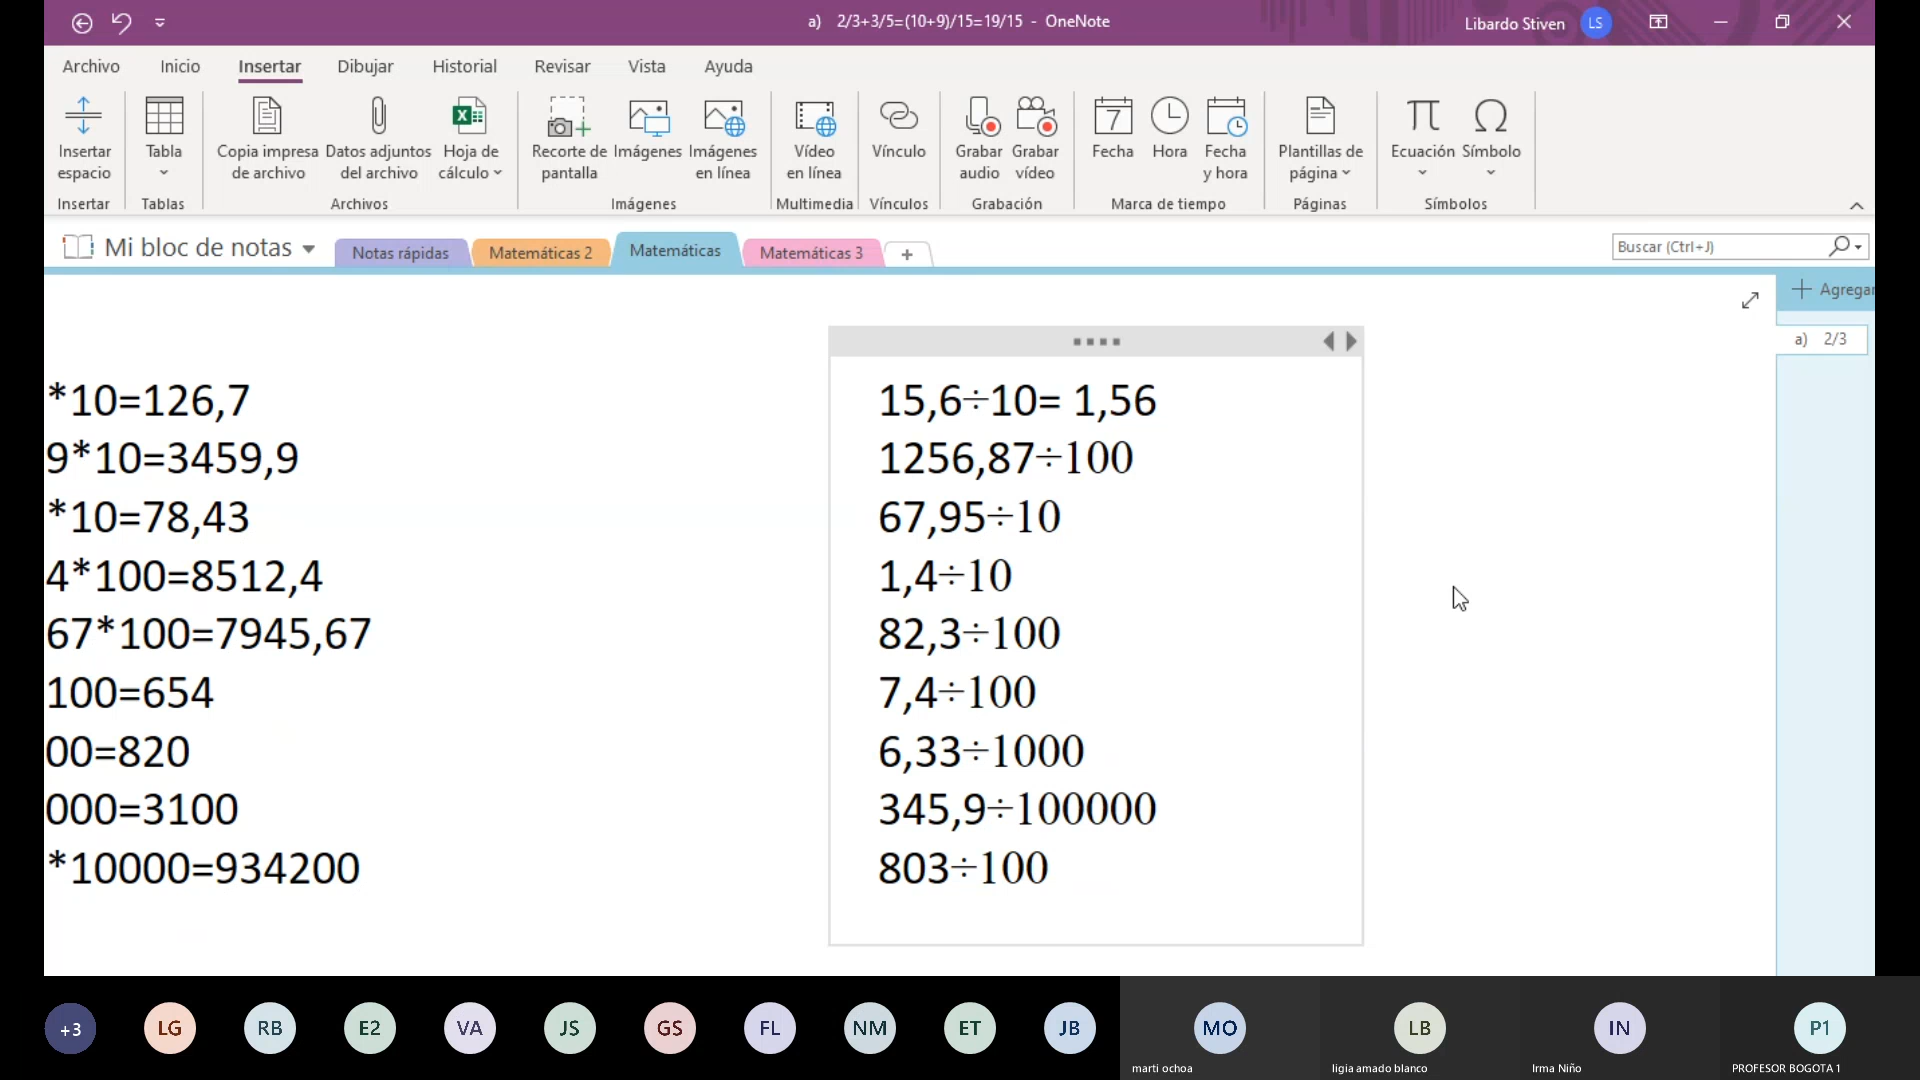 a) 2/3+3/5=(10+9)/15=19/15 - OneNote
Libardo Stiven LS
Archivo Inicio Insertar Dibujar Historial Revisar Vista Ayuda
Insertar espacio
Tabla
Copia impresa de archivo
Datos adjuntos del archivo
Hoja de cálculo
Recorte de pantalla
Imágenes
Imágenes en línea
Vídeo en línea
Vínculo
Grabar audio
Grabar vídeo
7
Fecha
Hora
Fecha y hora
Plantillas de página
π
Ecuación
Ω
Símbolo
Insertar Tablas Archivos Imágenes Multimedia Vínculos Grabación Marca de tiempo Páginas Símbolos
Mi bloc de notas
Notas rápidas Matemáticas 2 Matemáticas Matemáticas 3 +
Buscar (Ctrl+J)
Agregar
a) 2/3
*10=126,7
9*10=3459,9
*10=78,43
4*100=8512,4
67*100=7945,67
100=654
00=820
000=3100
*10000=934200
15,6÷10= 1,56
1256,87÷100
67,95÷10
1,4÷10
82,3÷100
7,4÷100
6,33÷1000
345,9÷100000
803÷100
+3 LG RB E2 VA JS GS FL NM ET JB MO LB IN P1
marti ochoa ligia amado blanco Irma Niño PROFESOR BOGOTA 1